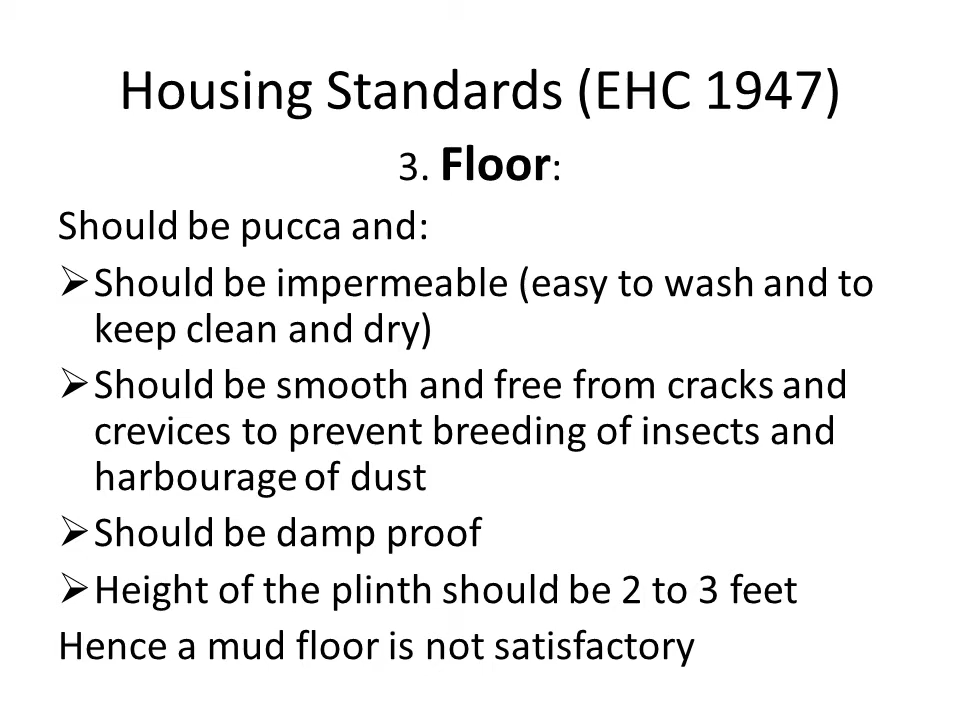 Housing Standards (EHC 1947)
3. Floor:
Should be pucca and:
➢Should be impermeable (easy to wash and to
keep clean and dry)
➢Should be smooth and free from cracks and
crevices to prevent breeding of insects and
harbourage of dust
➢Should be damp proof
➢Height of the plinth should be 2 to 3 feet
Hence a mud floor is not satisfactory